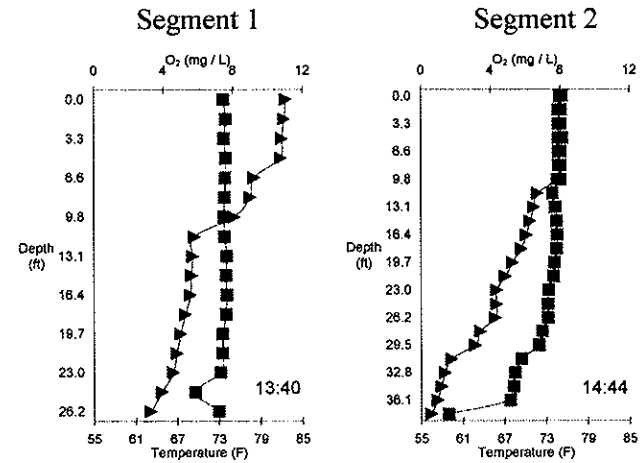 Segment 1
O₂ (mg / L)
0 4 8 12
0.0
3.3
3.3
6.6
9.8
Depth
(ft)
13.1
16.4
19.7
23.0
26.2
13:40
55 61 67 73 79 85
Temperature (F)
Segment 2
O₂ (mg / L)
0 4 8 12
0.0
3.3
6.6
9.8
13.1
16.4
Depth
(ft)
19.7
23.0
26.2
29.5
32.8
36.1
14:44
55 61 67 73 79 85
Temperature (F)